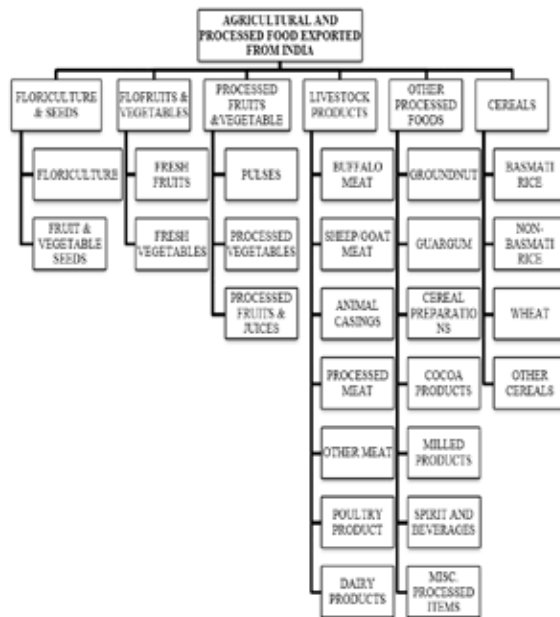 AGRICULTURAL AND
PROCESSED FOOD EXPORTED
FROM INDIA
FLORICULTURE
& SEEDS
FLOFRUITS &
VEGETABLES
PROCESSED
FRUITS
&VEGETABLE
LIVESTOCK
PRODUCTS
OTHER
PROCESSED
FOODS
CEREALS
FLORICULTURE
FRESH
FRUITS
PULSES
BUFFALO
MEAT
GROUNDNUT
BASMATI
RICE
FRUIT &
VEGETABLE
SEEDS
FRESH
VEGETABLES
PROCESSED
VEGETABLES
SHEEP/GOAT
MEAT
GUARGUM
NON-
BASMATI
RICE
PROCESSED
FRUITS &
JUICES
ANIMAL
CASINGS
CEREAL
PREPARATIO
NS
WHEAT
PROCESSED
MEAT
COCOA
PRODUCTS
OTHER
CEREALS
OTHER MEAT
MILLED
PRODUCTS
POULTRY
PRODUCT
SPIRIT AND
BEVERAGES
DAIRY
PRODUCTS
MISC.
PROCESSED
ITEMS